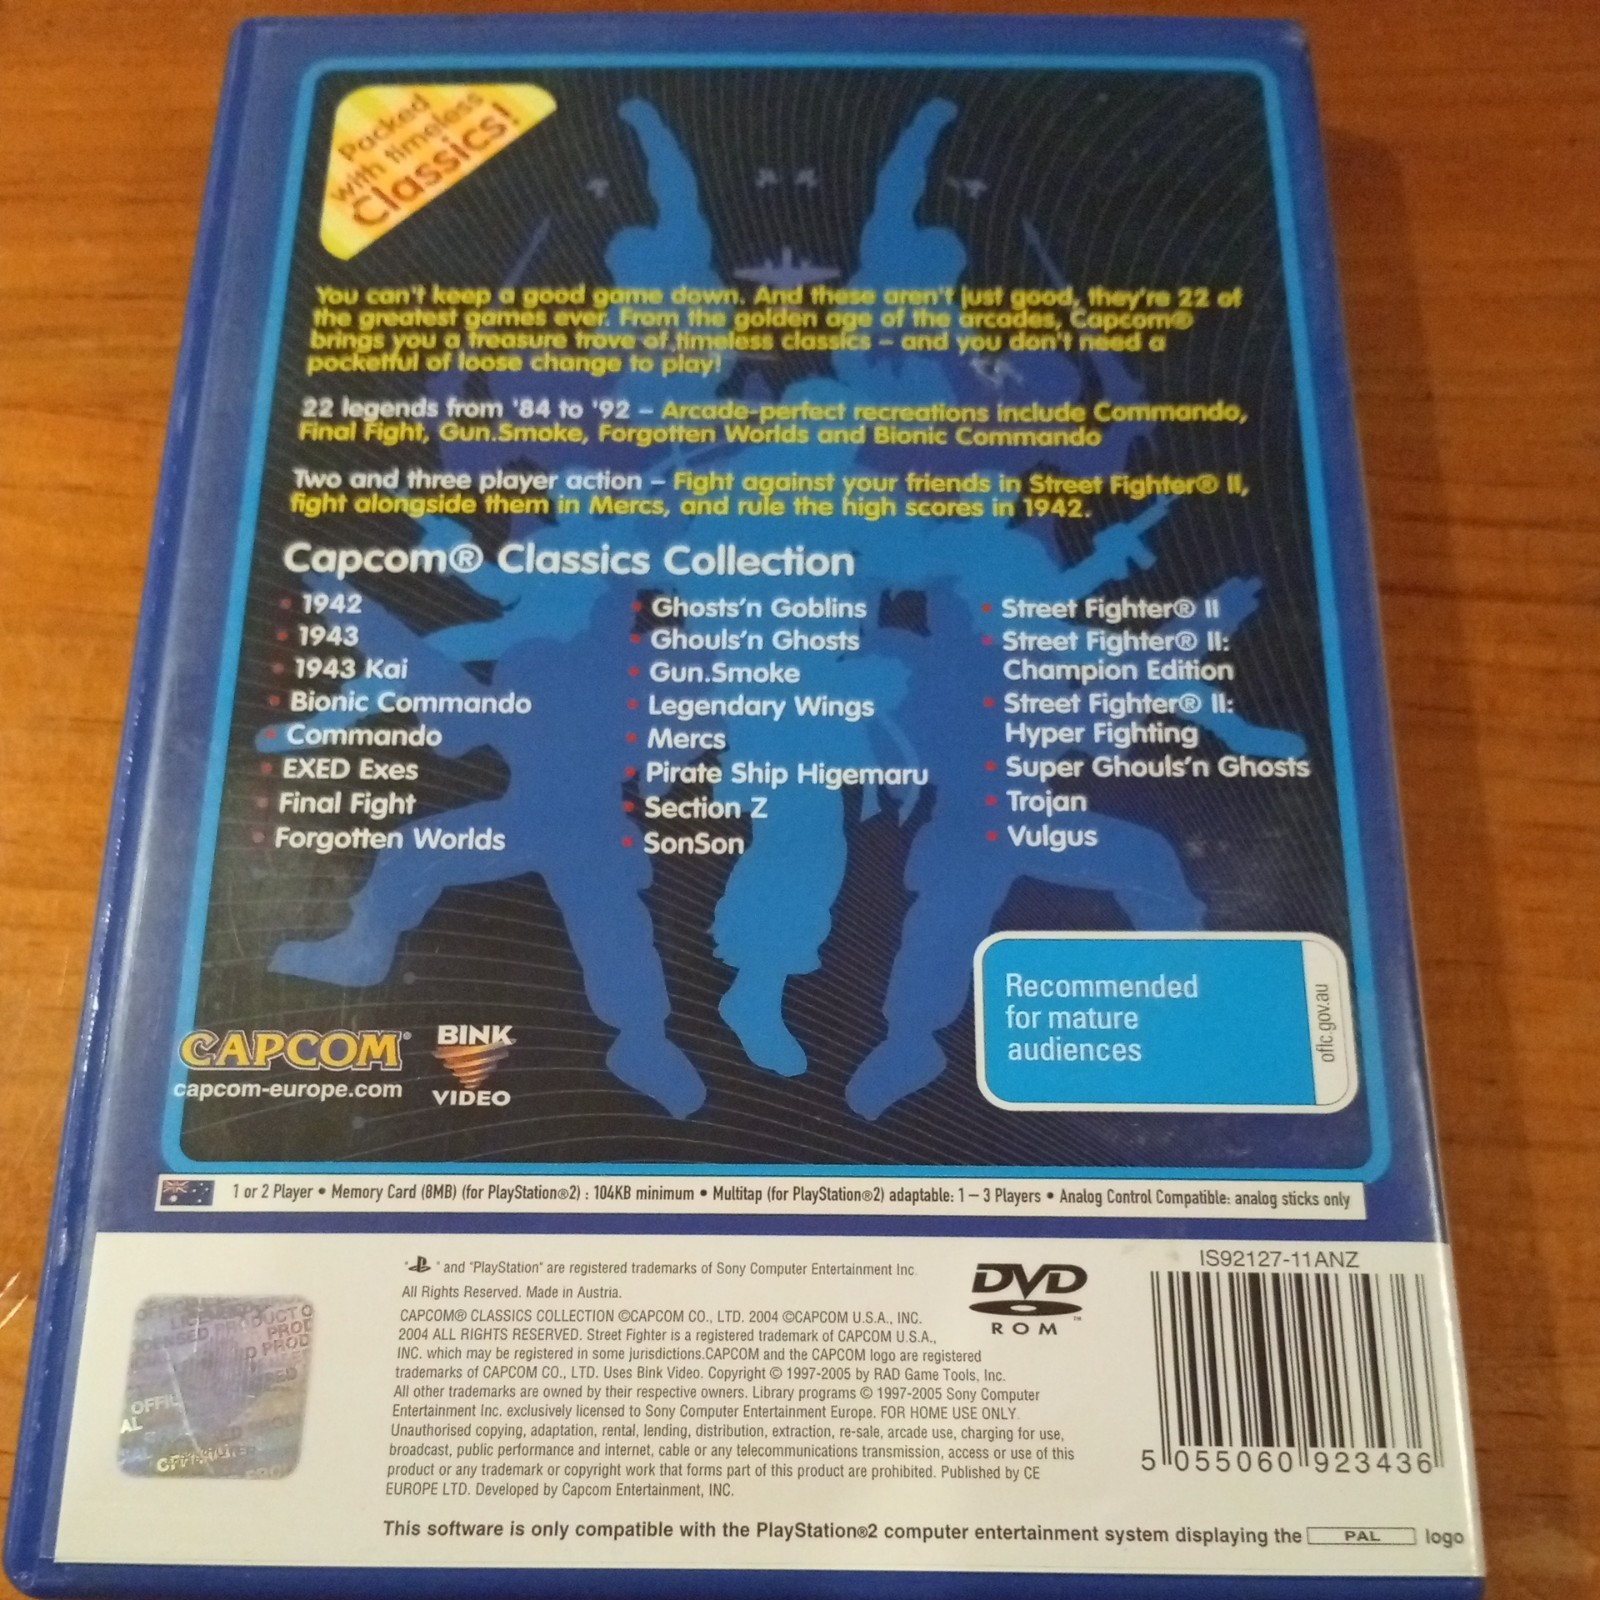 Packed
with timeless
Classics!
You can't keep a good game down. And these aren't just good, they're 22 of
the greatest games ever. From the golden age of the arcades, Capcom®
brings you a treasure trove of timeless classics – and you don't need a
pocketful of loose change to play!
22 legends from '84 to '92 – Arcade-perfect recreations include Commando,
Final Fight, Gun.Smoke, Forgotten Worlds and Bionic Commando
Two and three player action – Fight against your friends in Street Fighter® II,
fight alongside them in Mercs, and rule the high scores in 1942.
Capcom® Classics Collection
• 1942
• 1943
• 1943 Kai
• Bionic Commando
• Commando
• EXED Exes
• Final Fight
• Forgotten Worlds
• Ghosts'n Goblins
• Ghouls'n Ghosts
• Gun.Smoke
• Legendary Wings
• Mercs
• Pirate Ship Higemaru
• Section Z
• SonSon
• Street Fighter® II
• Street Fighter® II:
Champion Edition
• Street Fighter® II:
Hyper Fighting
• Super Ghouls'n Ghosts
• Trojan
• Vulgus
Recommended
for mature
audiences
oflc.gov.au
CAPCOM®
capcom-europe.com
BINK
VIDEO
1 or 2 Player • Memory Card (8MB) (for PlayStation®2) : 104KB minimum • Multitap (for PlayStation®2) adaptable: 1 – 3 Players • Analog Control Compatible: analog sticks only
" " and "PlayStation" are registered trademarks of Sony Computer Entertainment Inc.
All Rights Reserved. Made in Austria.
CAPCOM® CLASSICS COLLECTION ©CAPCOM CO., LTD. 2004 ©CAPCOM U.S.A., INC.
2004 ALL RIGHTS RESERVED. Street Fighter is a registered trademark of CAPCOM U.S.A.,
INC. which may be registered in some jurisdictions.CAPCOM and the CAPCOM logo are registered
trademarks of CAPCOM CO., LTD. Uses Bink Video. Copyright © 1997-2005 by RAD Game Tools, Inc.
All other trademarks are owned by their respective owners. Library programs © 1997-2005 Sony Computer
Entertainment Inc. exclusively licensed to Sony Computer Entertainment Europe. FOR HOME USE ONLY.
Unauthorised copying, adaptation, rental, lending, distribution, extraction, re-sale, arcade use, charging for use,
broadcast, public performance and internet, cable or any telecommunications transmission, access or use of this
product or any trademark or copyright work that forms part of this product are prohibited. Published by CE
EUROPE LTD. Developed by Capcom Entertainment, INC.
DVD
™
ROM
IS92127-11ANZ
5 055060 923436
This software is only compatible with the PlayStation®2 computer entertainment system displaying the PAL logo